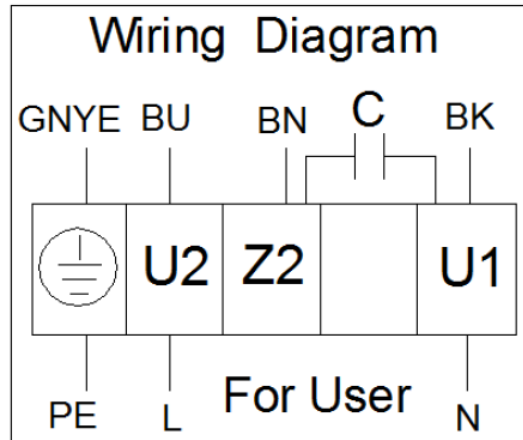 Wiring Diagram
GNYE BU BN C BK
U2 Z2 U1
PE L For User N